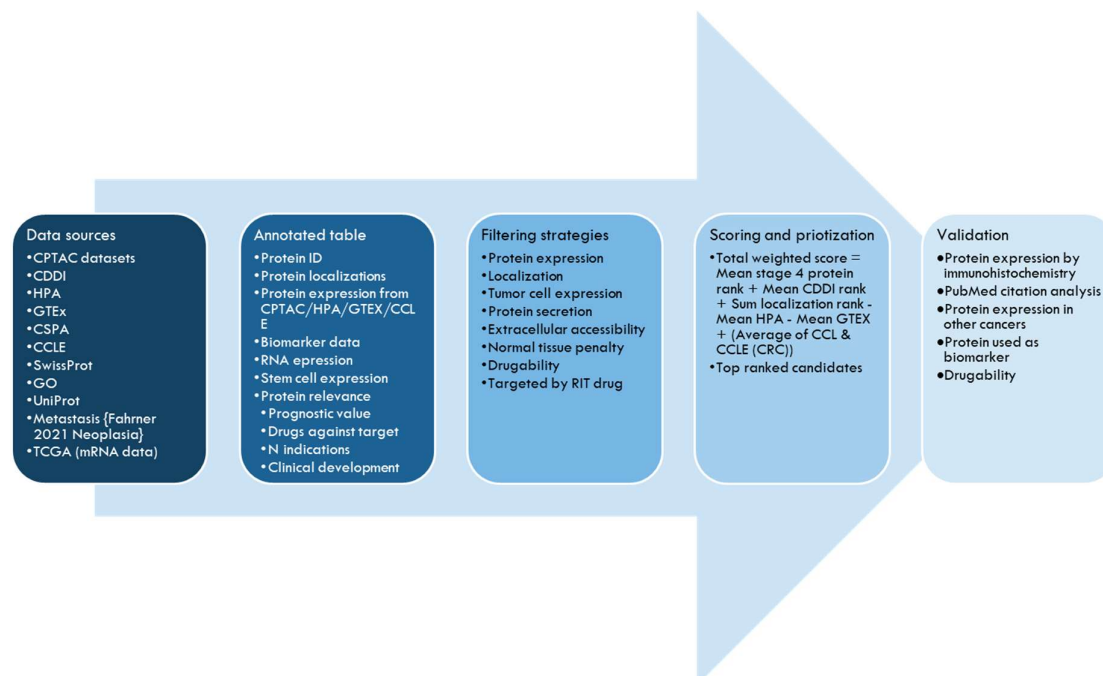 Data sources
•CPTAC datasets
•CDDI
•HPA
•GTEx
•CSPA
•CCLE
•SwissProt
•GO
•UniProt
•Metastasis {Fahrner
2021 Neoplasia}
•TCGA (mRNA data)
Annotated table
•Protein ID
•Protein localizations
•Protein expression from
CPTAC/HPA/GTEX/CCL
E
•Biomarker data
•RNA epression
•Stem cell expression
•Protein relevance
•Prognostic value
•Drugs against target
•N indications
•Clinical development
Filtering strategies
•Protein expression
•Localization
•Tumor cell expression
•Protein secretion
•Extracellular accessibility
•Normal tissue penalty
•Drugability
•Targeted by RIT drug
Scoring and priotization
•Total weighted score =
Mean stage 4 protein
rank + Mean CDDI rank
+ Sum localization rank -
Mean HPA - Mean GTEX
+ (Average of CCL &
CCLE (CRC))
•Top ranked candidates
Validation
●Protein expression by
immunohistochemistry
●PubMed citation analysis
●Protein expression in
other cancers
●Protein used as
biomarker
●Drugability